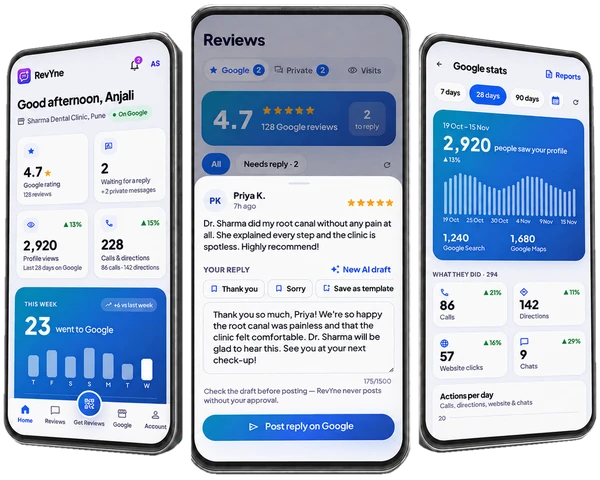 RevYne
2
AS
Good afternoon, Anjali
Sharma Dental Clinic, Pune
On Google
4.7
Google rating
128 reviews
2
Waiting for a reply
+2 private messages
▲13%
2,920
Profile views
Last 28 days on Google
▲15%
228
Calls & directions
86 calls · 142 directions
THIS WEEK
+6 vs last week
23 went to Google
T F S S M T W
Home
Reviews
Get Reviews
Google
Account
Reviews
Google 2
Private 2
Visits
4.7
128 Google reviews
2
to reply
All
Needs reply · 2
PK
Priya K.
7h ago
Dr. Sharma did my root canal without any pain at
all. She explained every step and the clinic is
spotless. Highly recommend!
YOUR REPLY
New AI draft
Thank you
Sorry
Save as template
Thank you so much, Priya! We're so happy
the root canal was painless and that the
clinic felt comfortable. Dr. Sharma will be
glad to hear this. See you at your next
check-up!
175/1500
Check the draft before posting — RevYne never posts
without your approval.
Post reply on Google
Google stats
Reports
7 days
28 days
90 days
19 Oct – 15 Nov
2,920 people saw your profile
▲13%
19 Oct 25 Oct 31 Oct 4 Nov 9 Nov 15 Nov
1,240
Google Search
1,680
Google Maps
WHAT THEY DID · 294
▲21%
86
Calls
▲11%
142
Directions
▲16%
57
Website clicks
▲29%
9
Chats
Actions per day
Calls, directions, website & chats
20